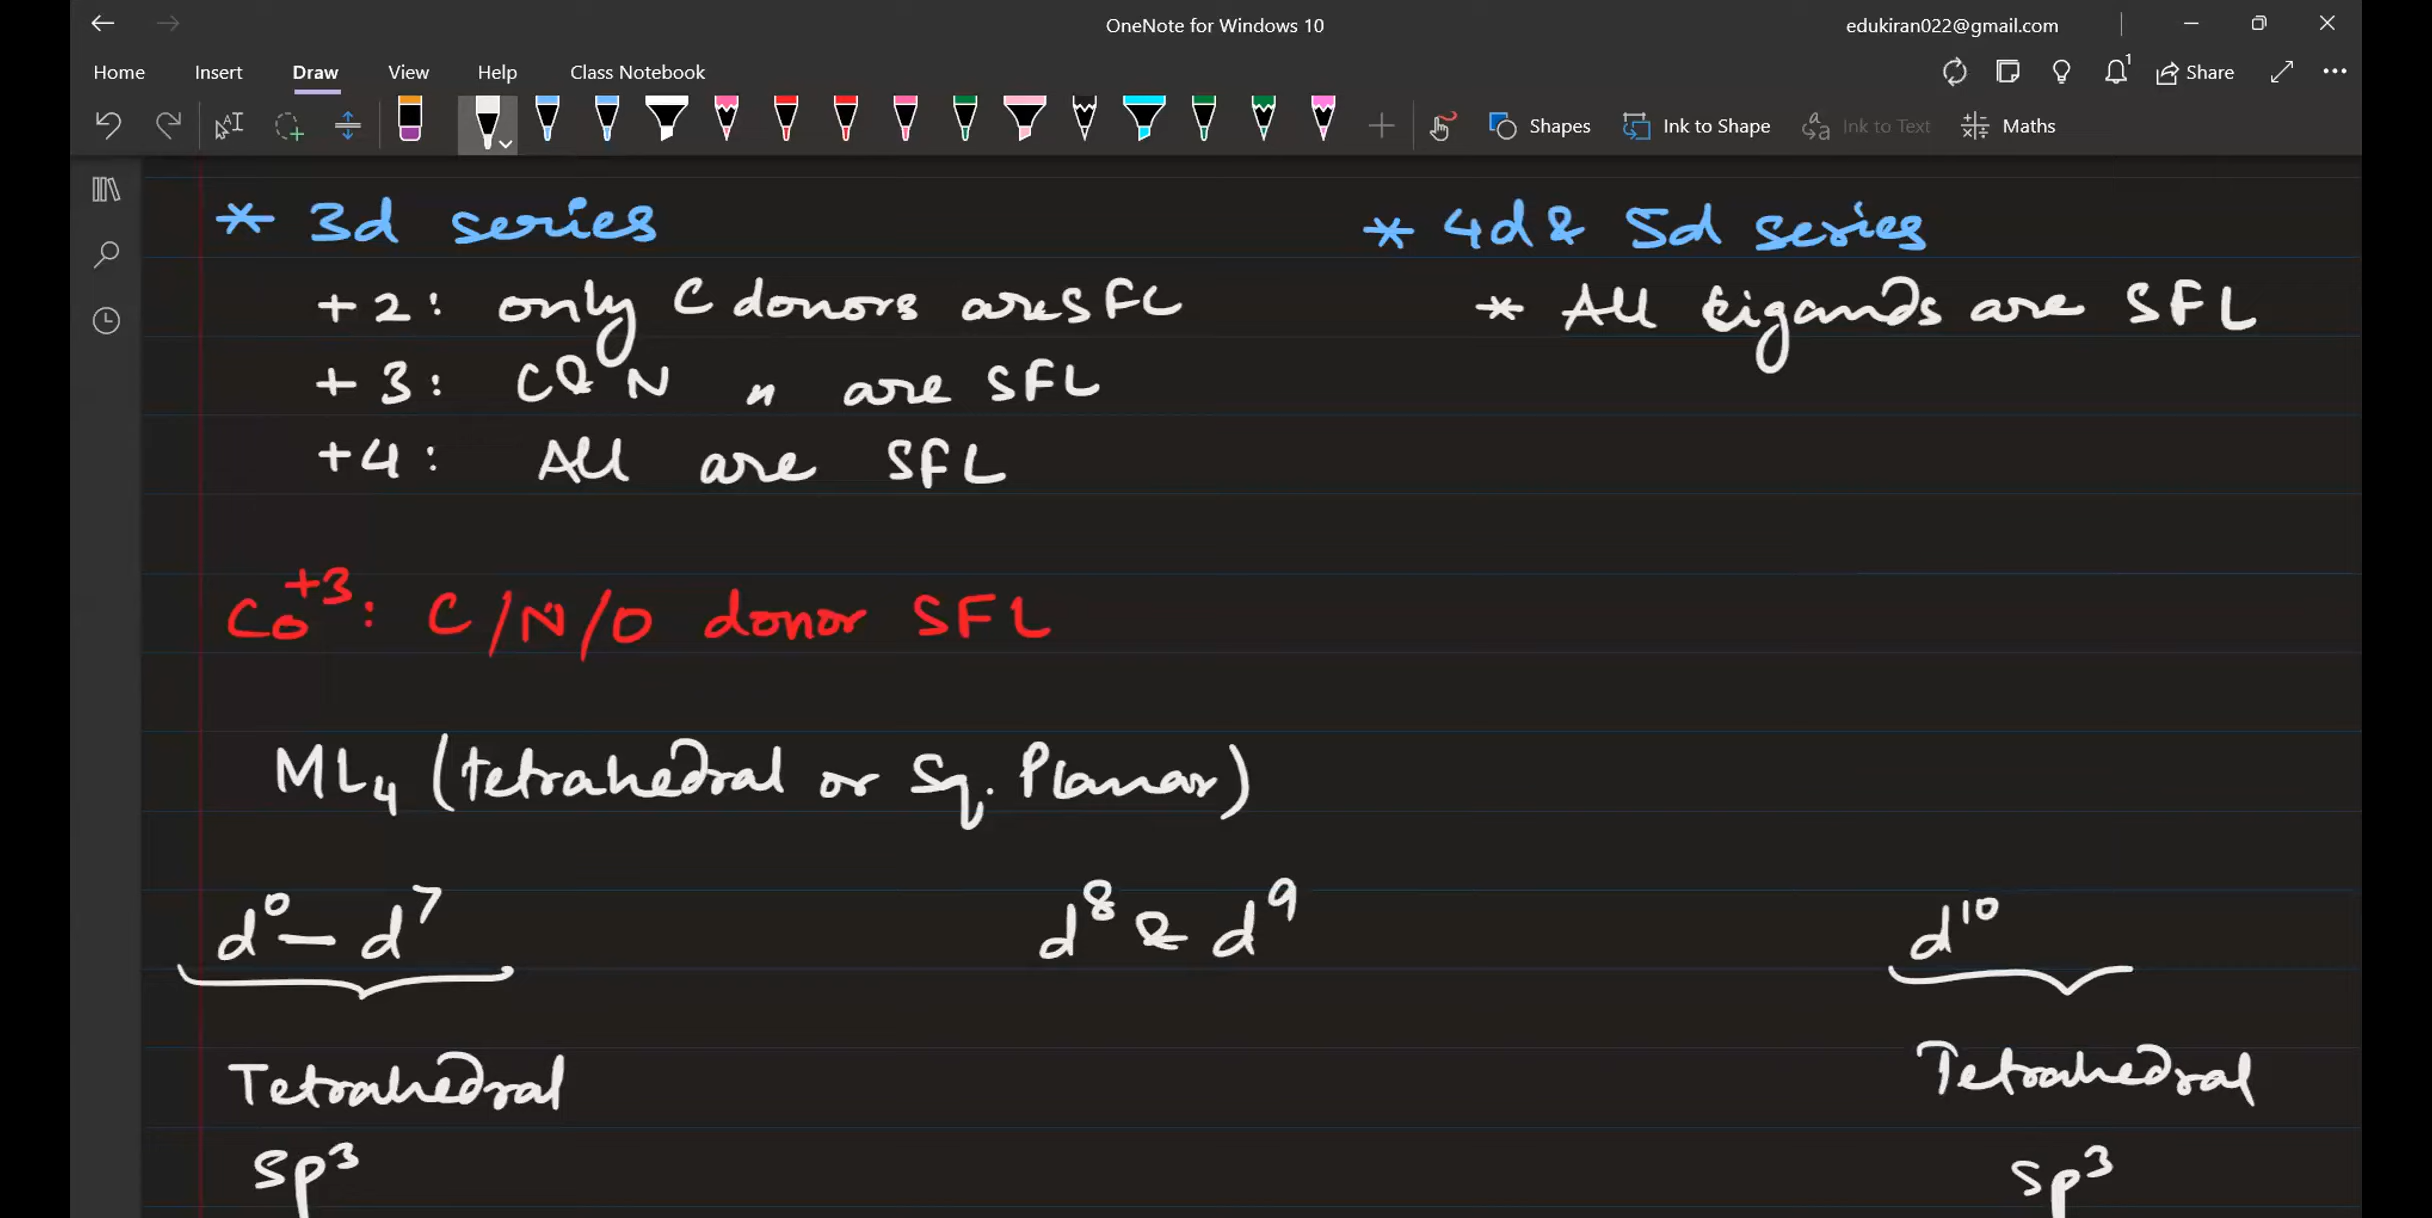 OneNote for Windows 10
edukiran022@gmail.com
Home Insert Draw View Help Class Notebook
1
Share
Shapes Ink to Shape Ink to Text Maths
* 3d series
+2: only C donors are SFL
+3: C & N " are SFL
+4: All are SFL
* 4d & 5d series
* All Ligands are SFL
Co+3: C/N/O donor SFL
ML4 (tetrahedral or Sq. Planar)
d0 – d7 d8 & d9 d10
Tetrahedral Tetrahedral
sp3 sp3